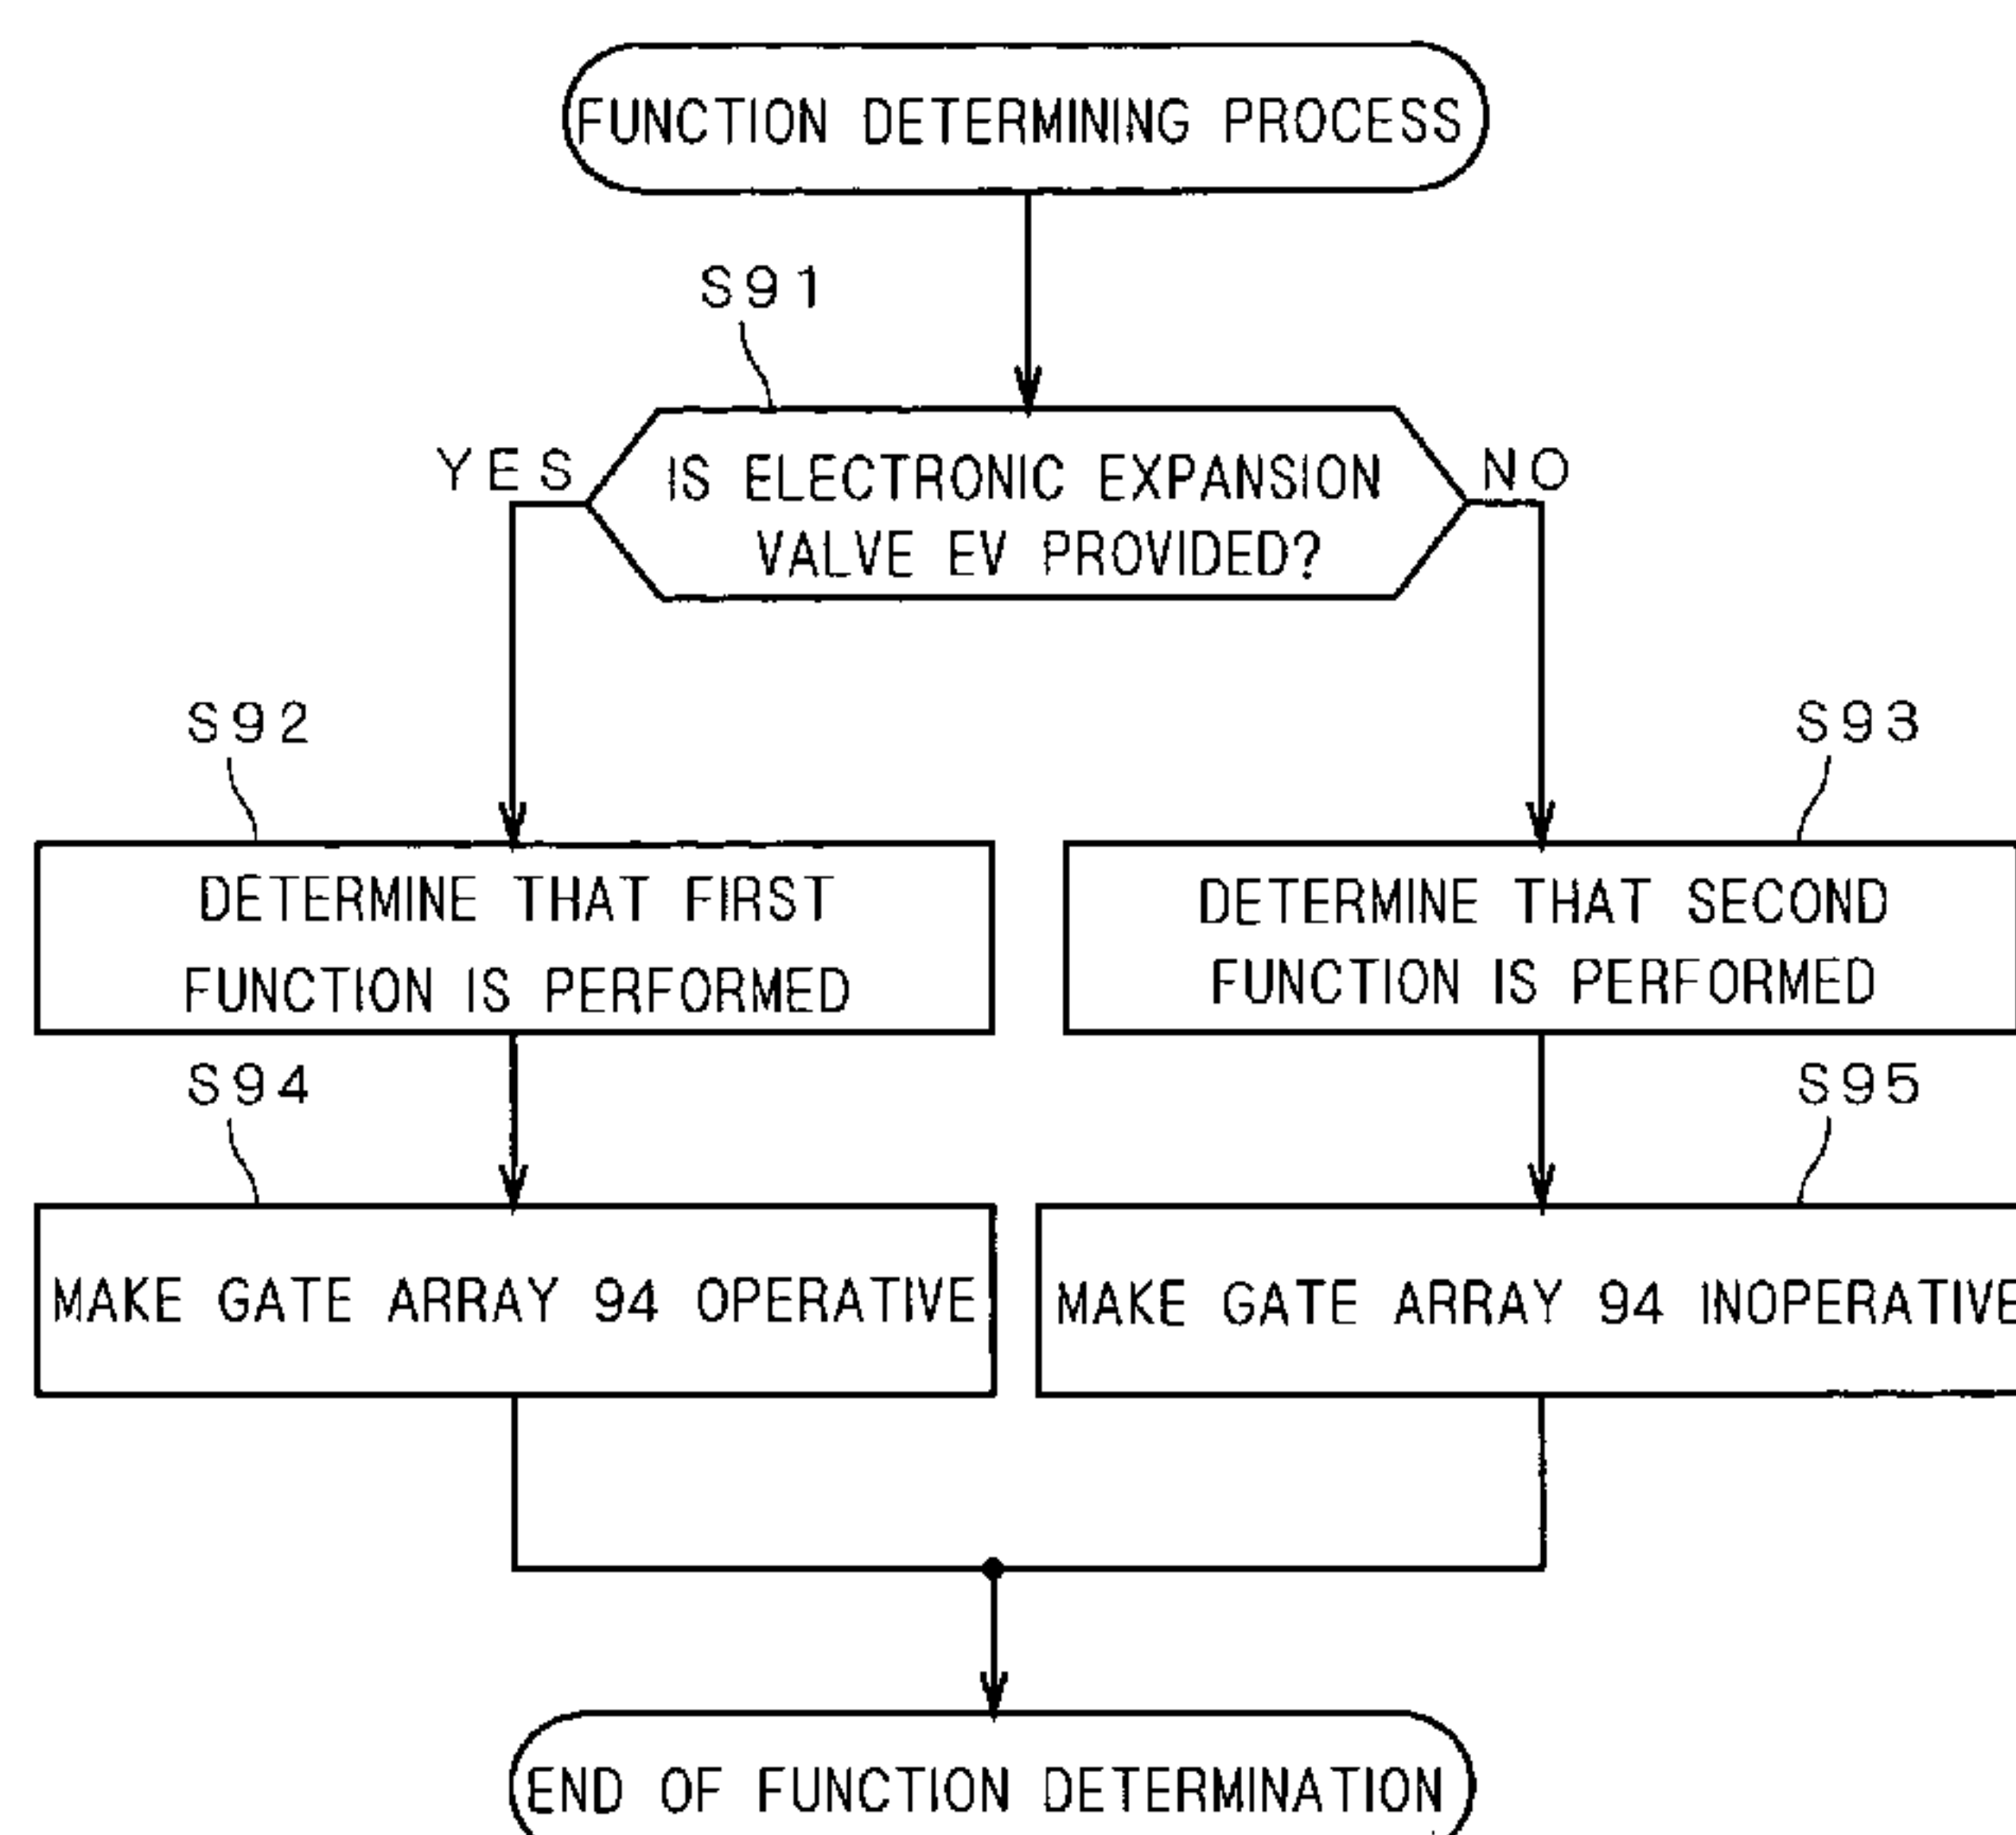 FUNCTION DETERMINING PROCESS
S91
YES
IS ELECTRONIC EXPANSION
VALVE EV PROVIDED?
NO
S92
S93
DETERMINE THAT FIRST
FUNCTION IS PERFORMED
DETERMINE THAT SECOND
FUNCTION IS PERFORMED
S94
S95
MAKE GATE ARRAY 94 OPERATIVE
MAKE GATE ARRAY 94 INOPERATIVE
END OF FUNCTION DETERMINATION